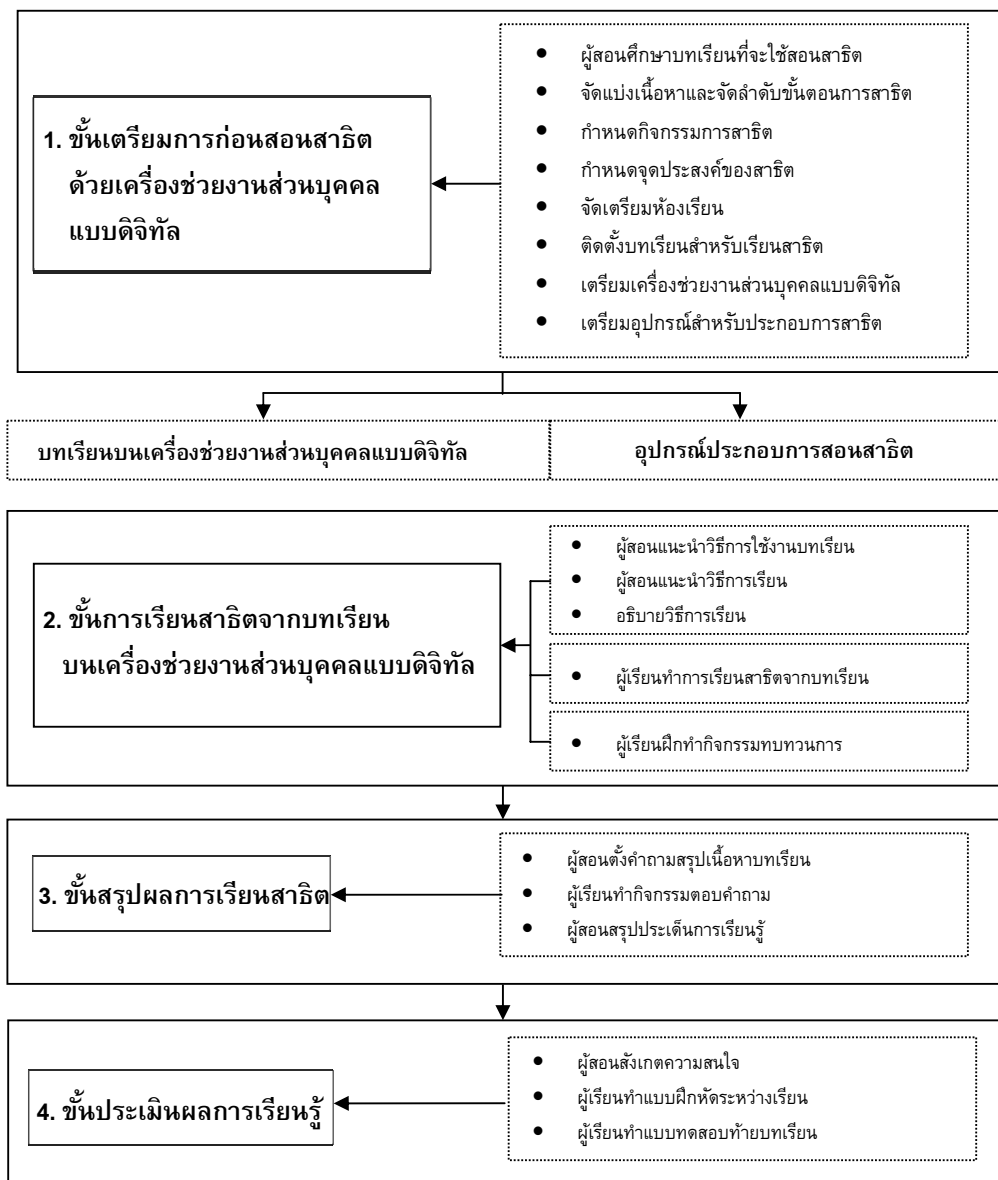 1. ขั้นเตรียมการก่อนสอนสาธิต
ด้วยเครื่องช่วยงานส่วนบุคคล
แบบดิจิทัล
● ผู้สอนศึกษาบทเรียนที่จะใช้สอนสาธิต
● จัดแบ่งเนื้อหาและจัดลำดับขั้นตอนการสาธิต
● กำหนดกิจกรรมการสาธิต
● กำหนดจุดประสงค์ของสาธิต
● จัดเตรียมห้องเรียน
● ติดตั้งบทเรียนสำหรับเรียนสาธิต
● เตรียมเครื่องช่วยงานส่วนบุคคลแบบดิจิทัล
● เตรียมอุปกรณ์สำหรับประกอบการสาธิต
บทเรียนบนเครื่องช่วยงานส่วนบุคคลแบบดิจิทัล
อุปกรณ์ประกอบการสอนสาธิต
2. ขั้นการเรียนสาธิตจากบทเรียน
บนเครื่องช่วยงานส่วนบุคคลแบบดิจิทัล
● ผู้สอนแนะนำวิธีการใช้งานบทเรียน
● ผู้สอนแนะนำวิธีการเรียน
● อธิบายวิธีการเรียน
● ผู้เรียนทำการเรียนสาธิตจากบทเรียน
● ผู้เรียนฝึกทำกิจกรรมทบทวนการ
3. ขั้นสรุปผลการเรียนสาธิต
● ผู้สอนตั้งคำถามสรุปเนื้อหาบทเรียน
● ผู้เรียนทำกิจกรรมตอบคำถาม
● ผู้สอนสรุปประเด็นการเรียนรู้
4. ขั้นประเมินผลการเรียนรู้
● ผู้สอนสังเกตความสนใจ
● ผู้เรียนทำแบบฝึกหัดระหว่างเรียน
● ผู้เรียนทำแบบทดสอบท้ายบทเรียน